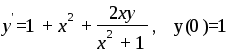 y' = 1 + x² + 2xy / (x² + 1) , y(0)=1